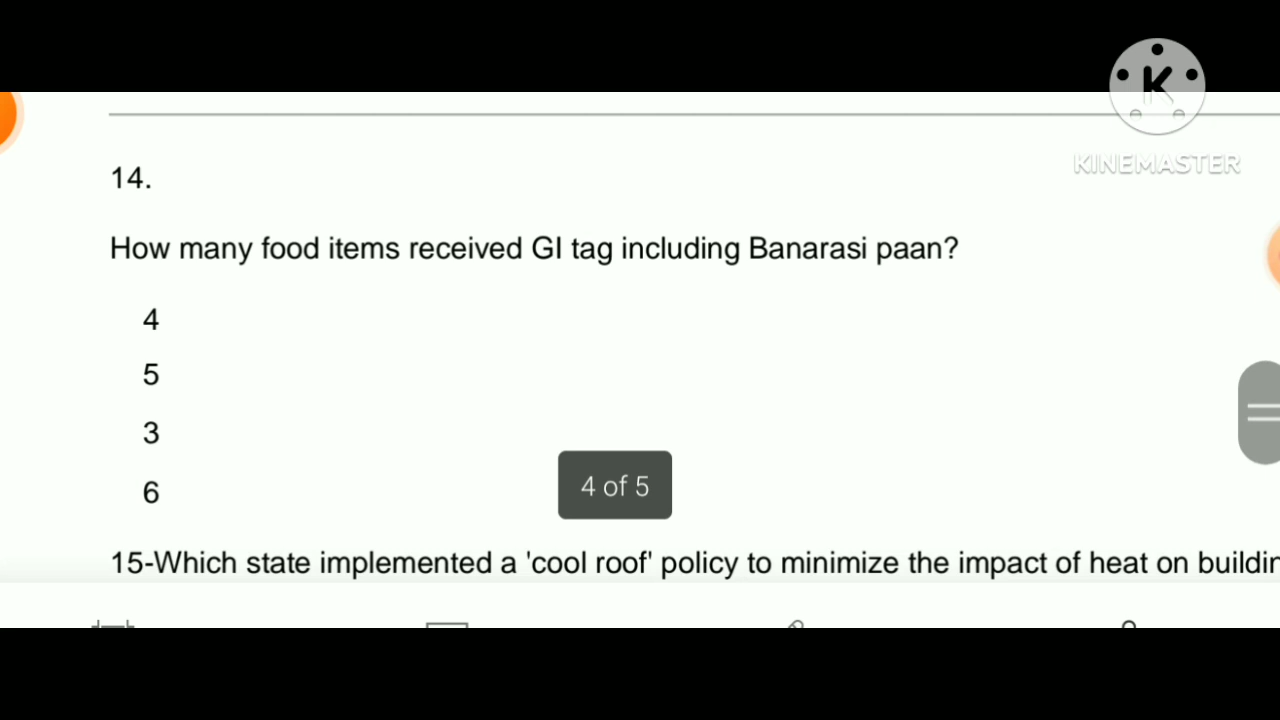 K
KINEMASTER
14.
How many food items received GI tag including Banarasi paan?
4
5
3
6
4 of 5
15-Which state implemented a 'cool roof' policy to minimize the impact of heat on